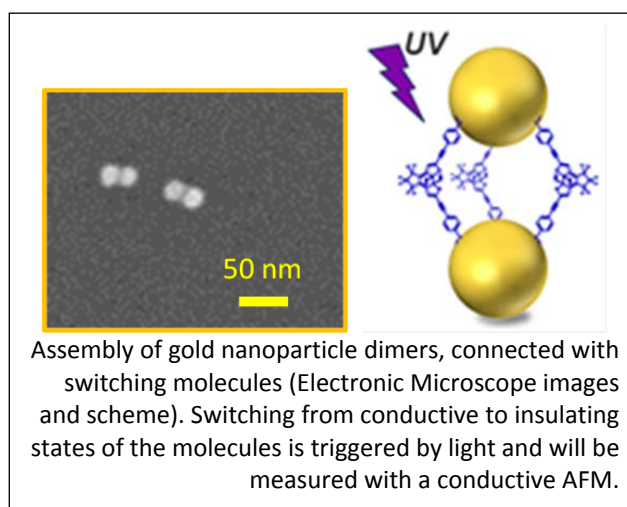 UV
50 nm
Assembly of gold nanoparticle dimers, connected with
switching molecules (Electronic Microscope images
and scheme). Switching from conductive to insulating
states of the molecules is triggered by light and will be
measured with a conductive AFM.